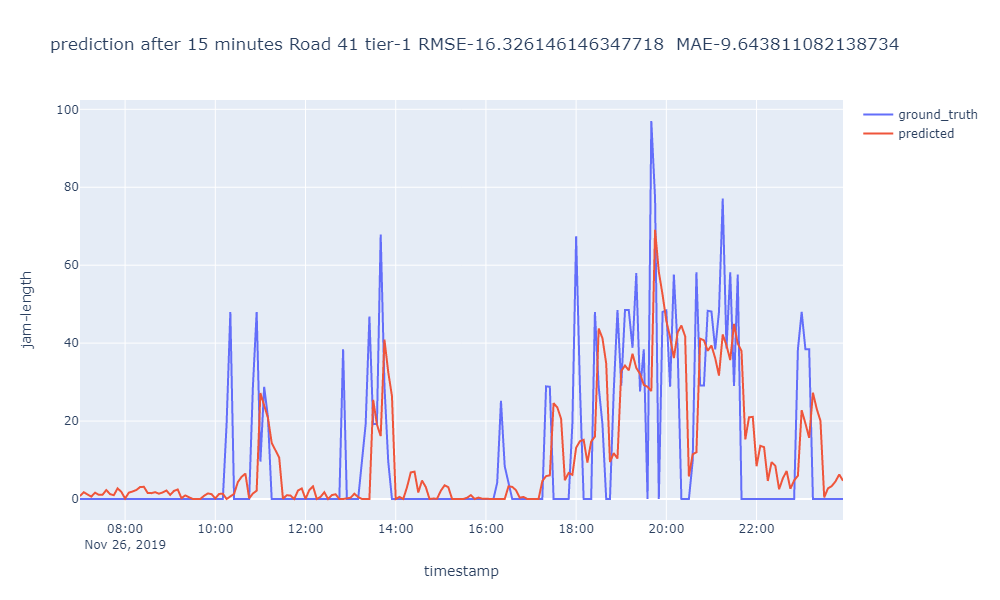 prediction after 15 minutes Road 41 tier-1 RMSE-16.326146146347718  MAE-9.643811082138734
ground_truth
predicted
100
80
60
40
20
0
jam-length
08:00 10:00 12:00 14:00 16:00 18:00 20:00 22:00
Nov 26, 2019
timestamp